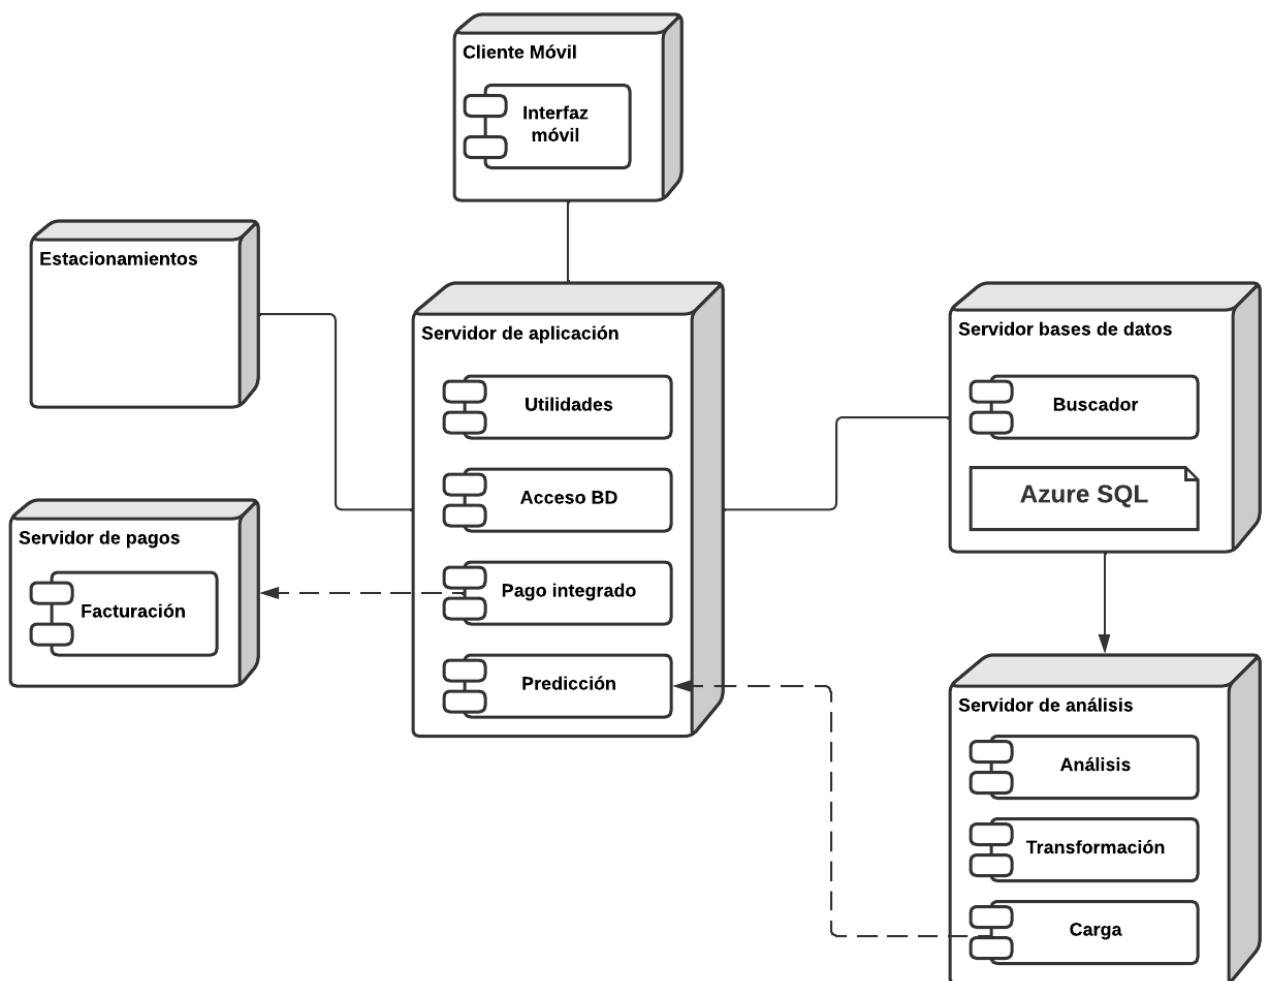 Cliente Móvil
Interfaz
móvil
Estacionamientos
Servidor de aplicación
Utilidades
Acceso BD
Pago integrado
Predicción
Servidor bases de datos
Buscador
Azure SQL
Servidor de pagos
Facturación
Servidor de análisis
Análisis
Transformación
Carga